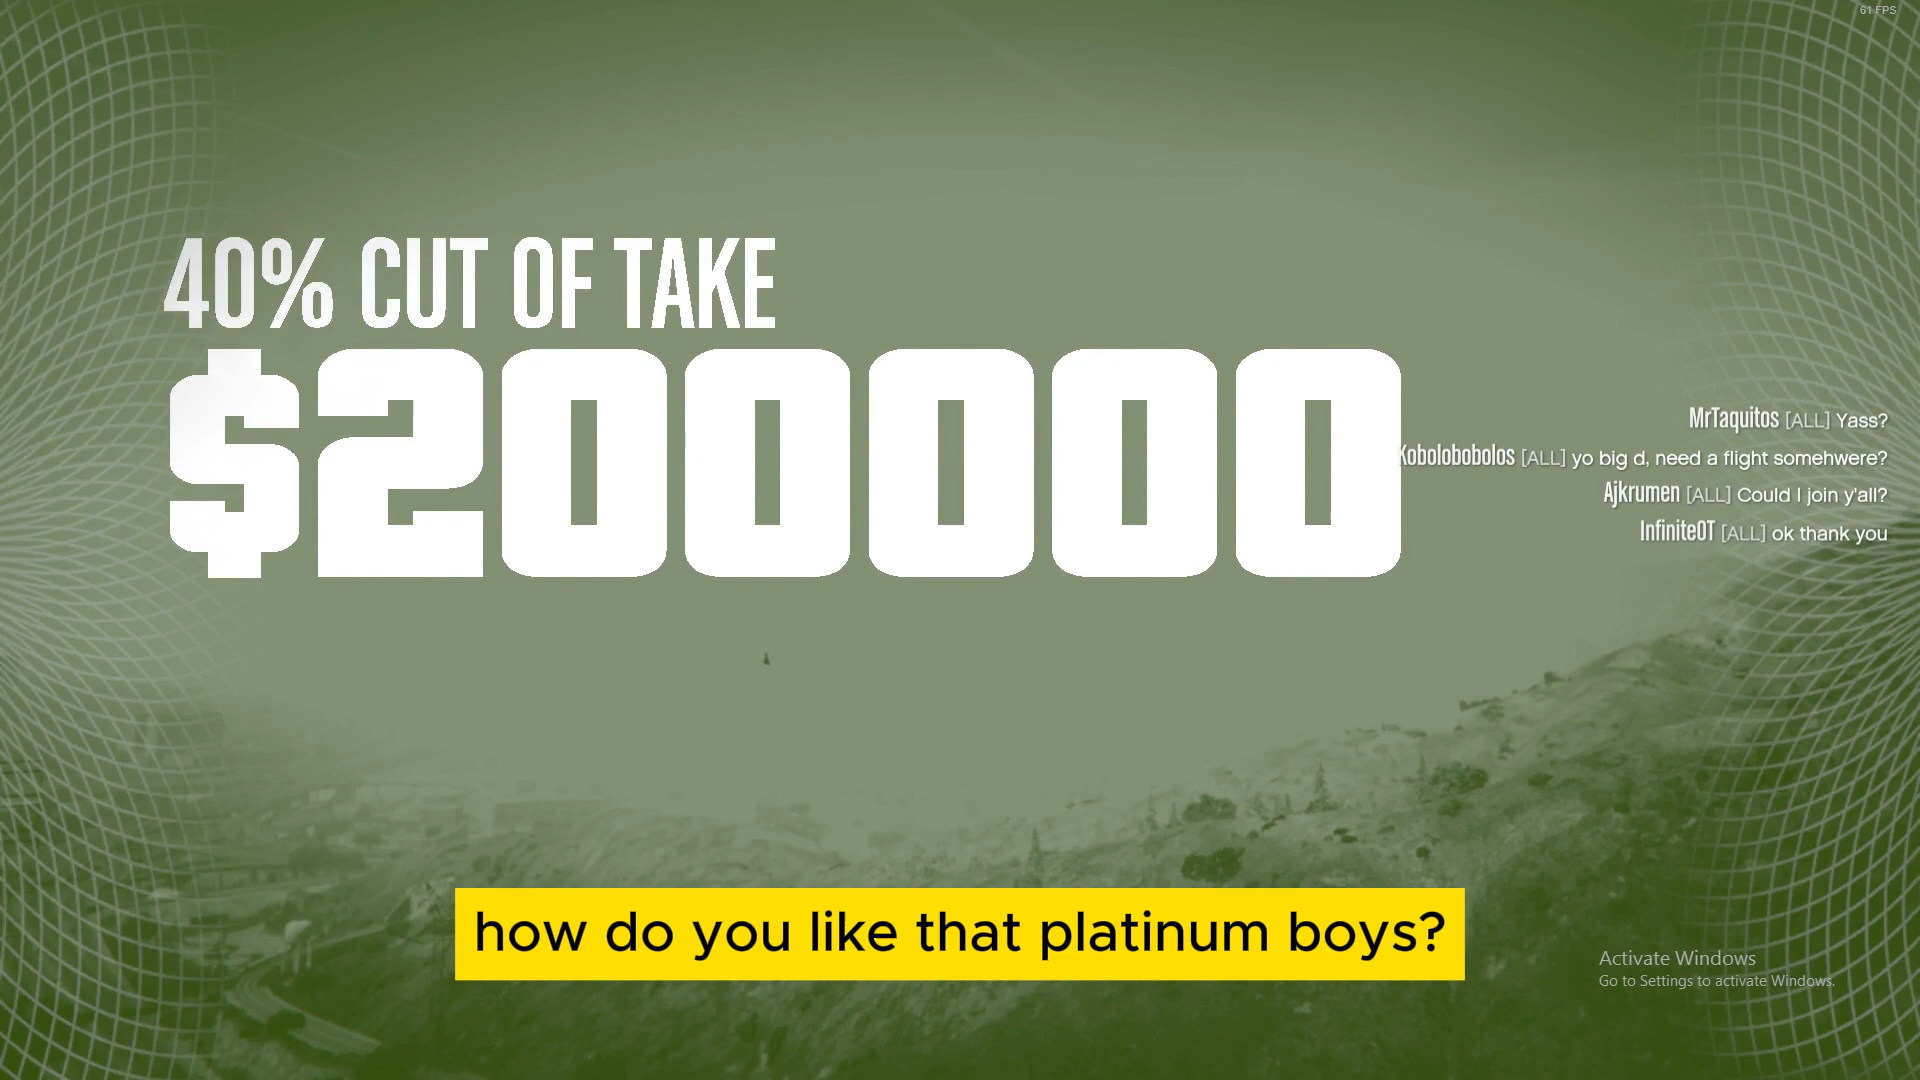 61 FPS
40% CUT OF TAKE
$200000
MrTaquitos [ALL] Yass?
Kobolobobolos [ALL] yo big d, need a flight somehwere?
Ajkrumen [ALL] Could I join y'all?
InfiniteOT [ALL] ok thank you
how do you like that platinum boys?
Activate Windows
Go to Settings to activate Windows.